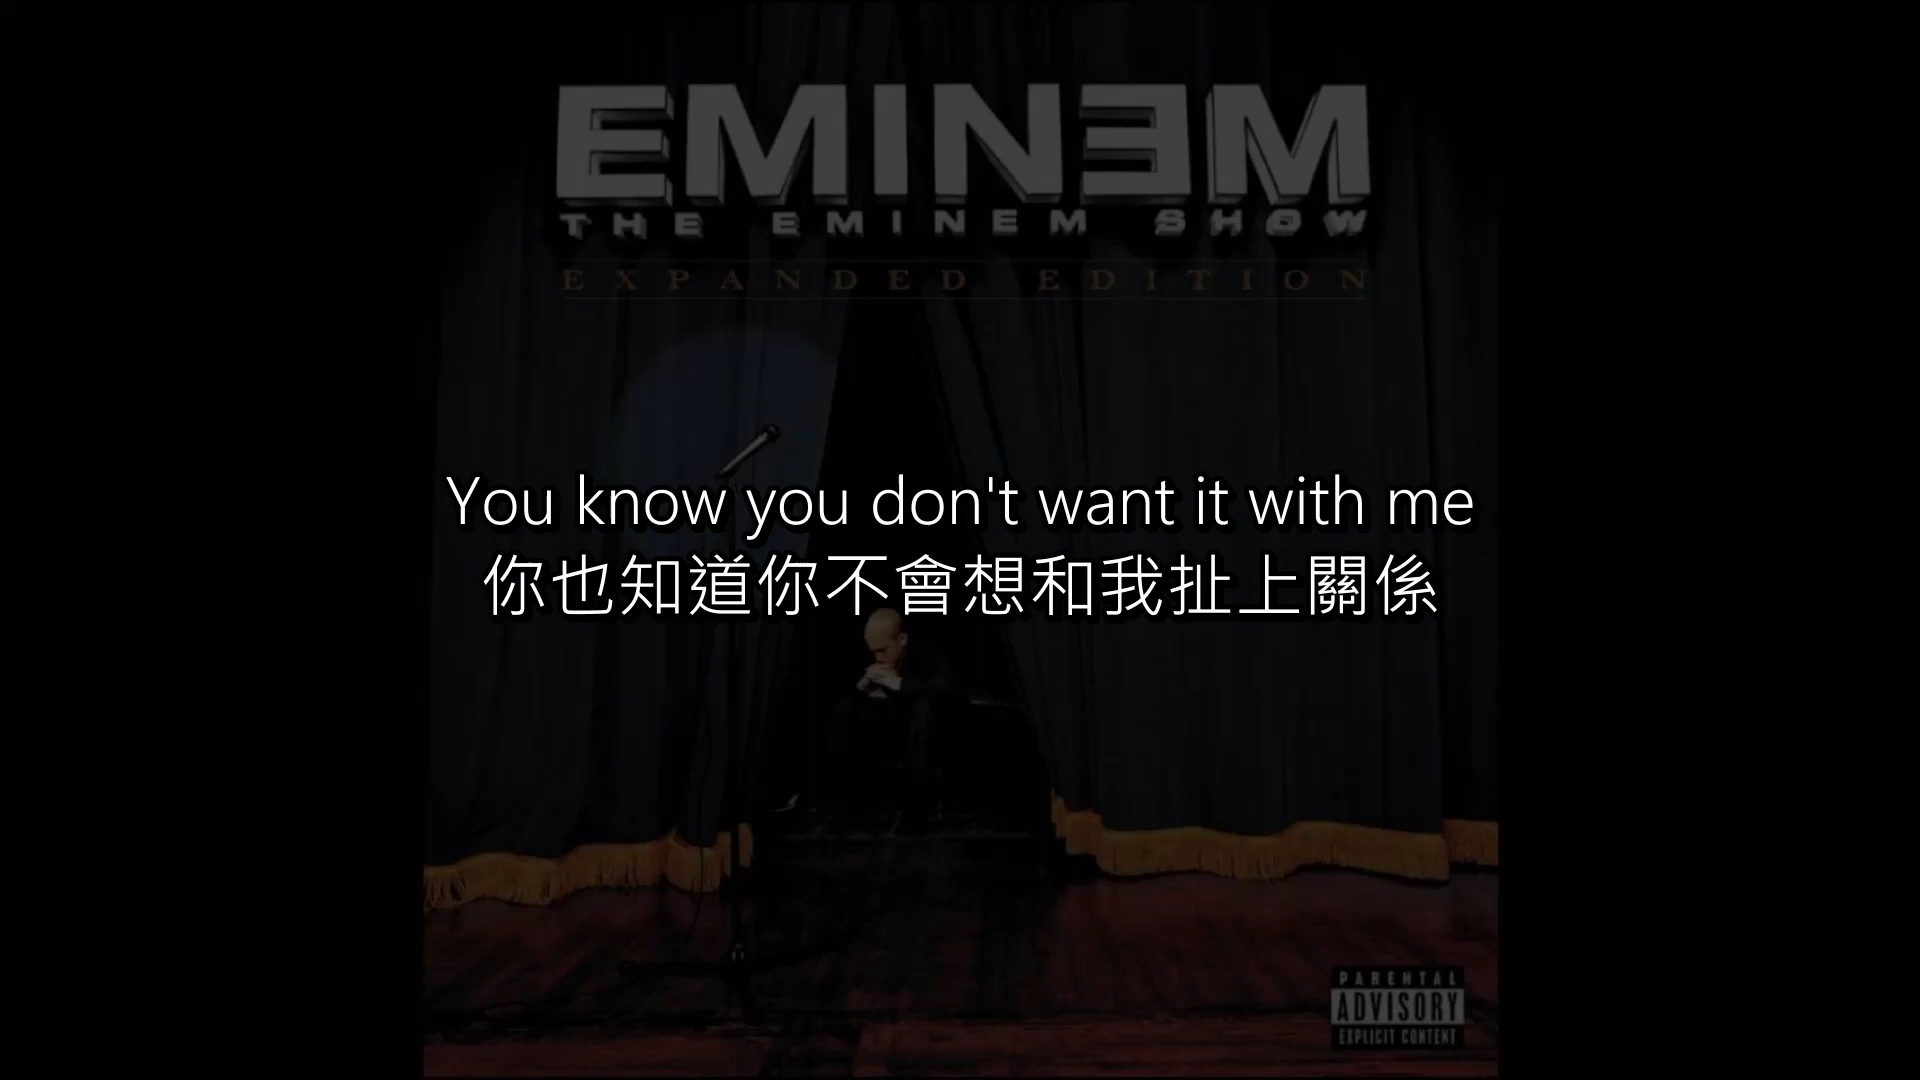 EMINƎM
THE EMINEM SHOW
EXPANDED EDITION
You know you don't want it with me
你也知道你不會想和我扯上關係
PARENTAL
ADVISORY
EXPLICIT CONTENT